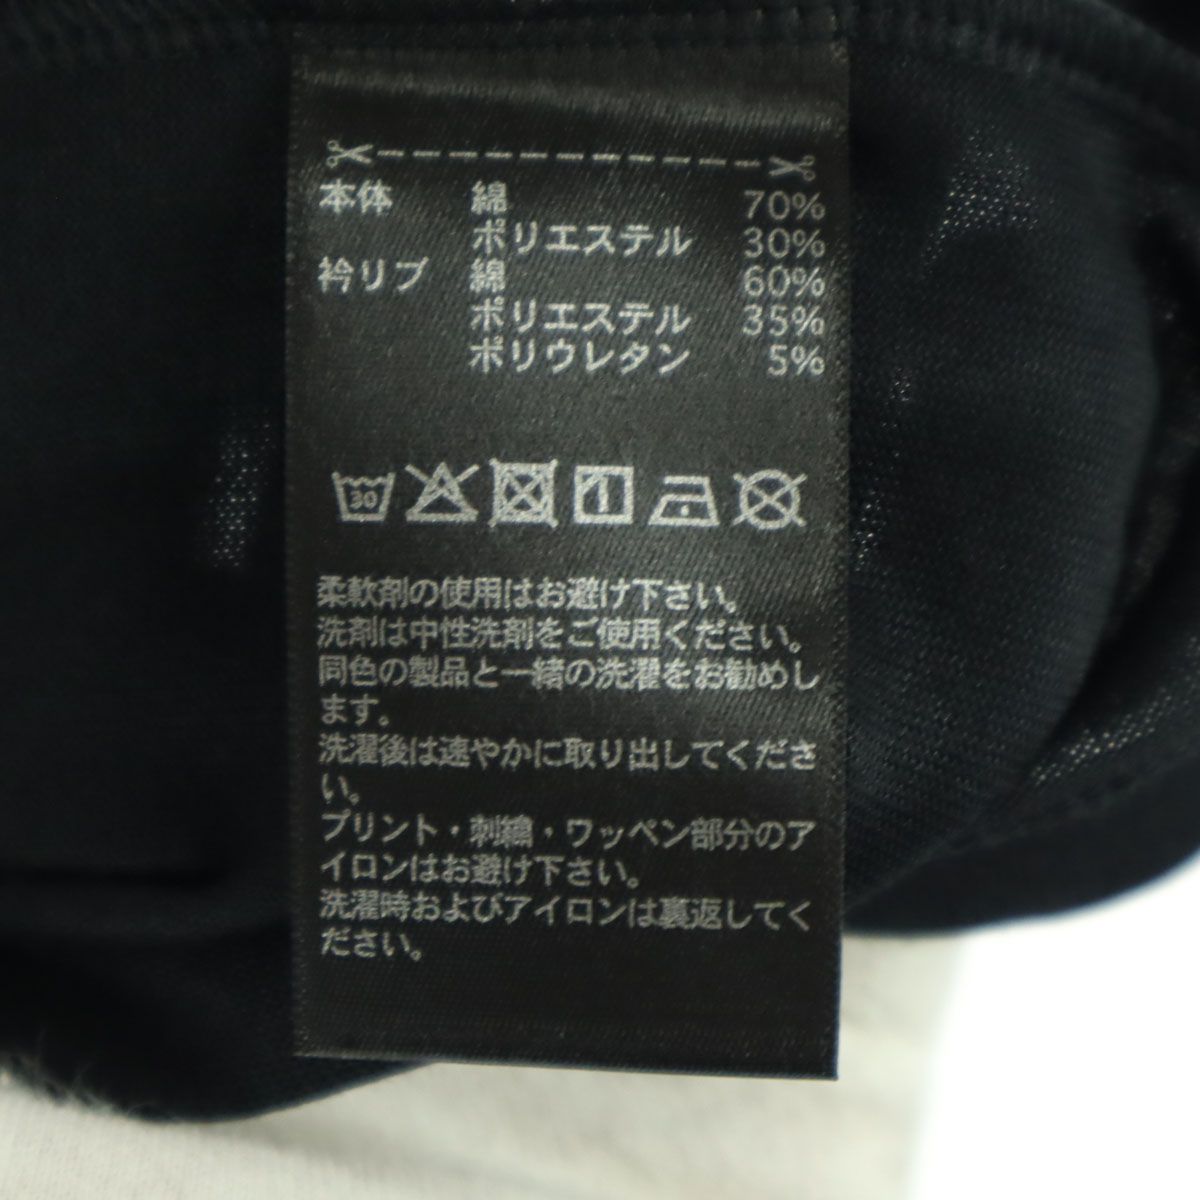 本体 綿 70%
ポリエステル 30%
衿リブ 綿 60%
ポリエステル 35%
ポリウレタン 5%
30
柔軟剤の使用はお避け下さい。
洗剤は中性洗剤をご使用ください。
同色の製品と一緒の洗濯をお勧めし
ます。
洗濯後は速やかに取り出してくださ
い。
プリント・刺繍・ワッペン部分のア
イロンはお避け下さい。
洗濯時およびアイロンは裏返してく
ださい。